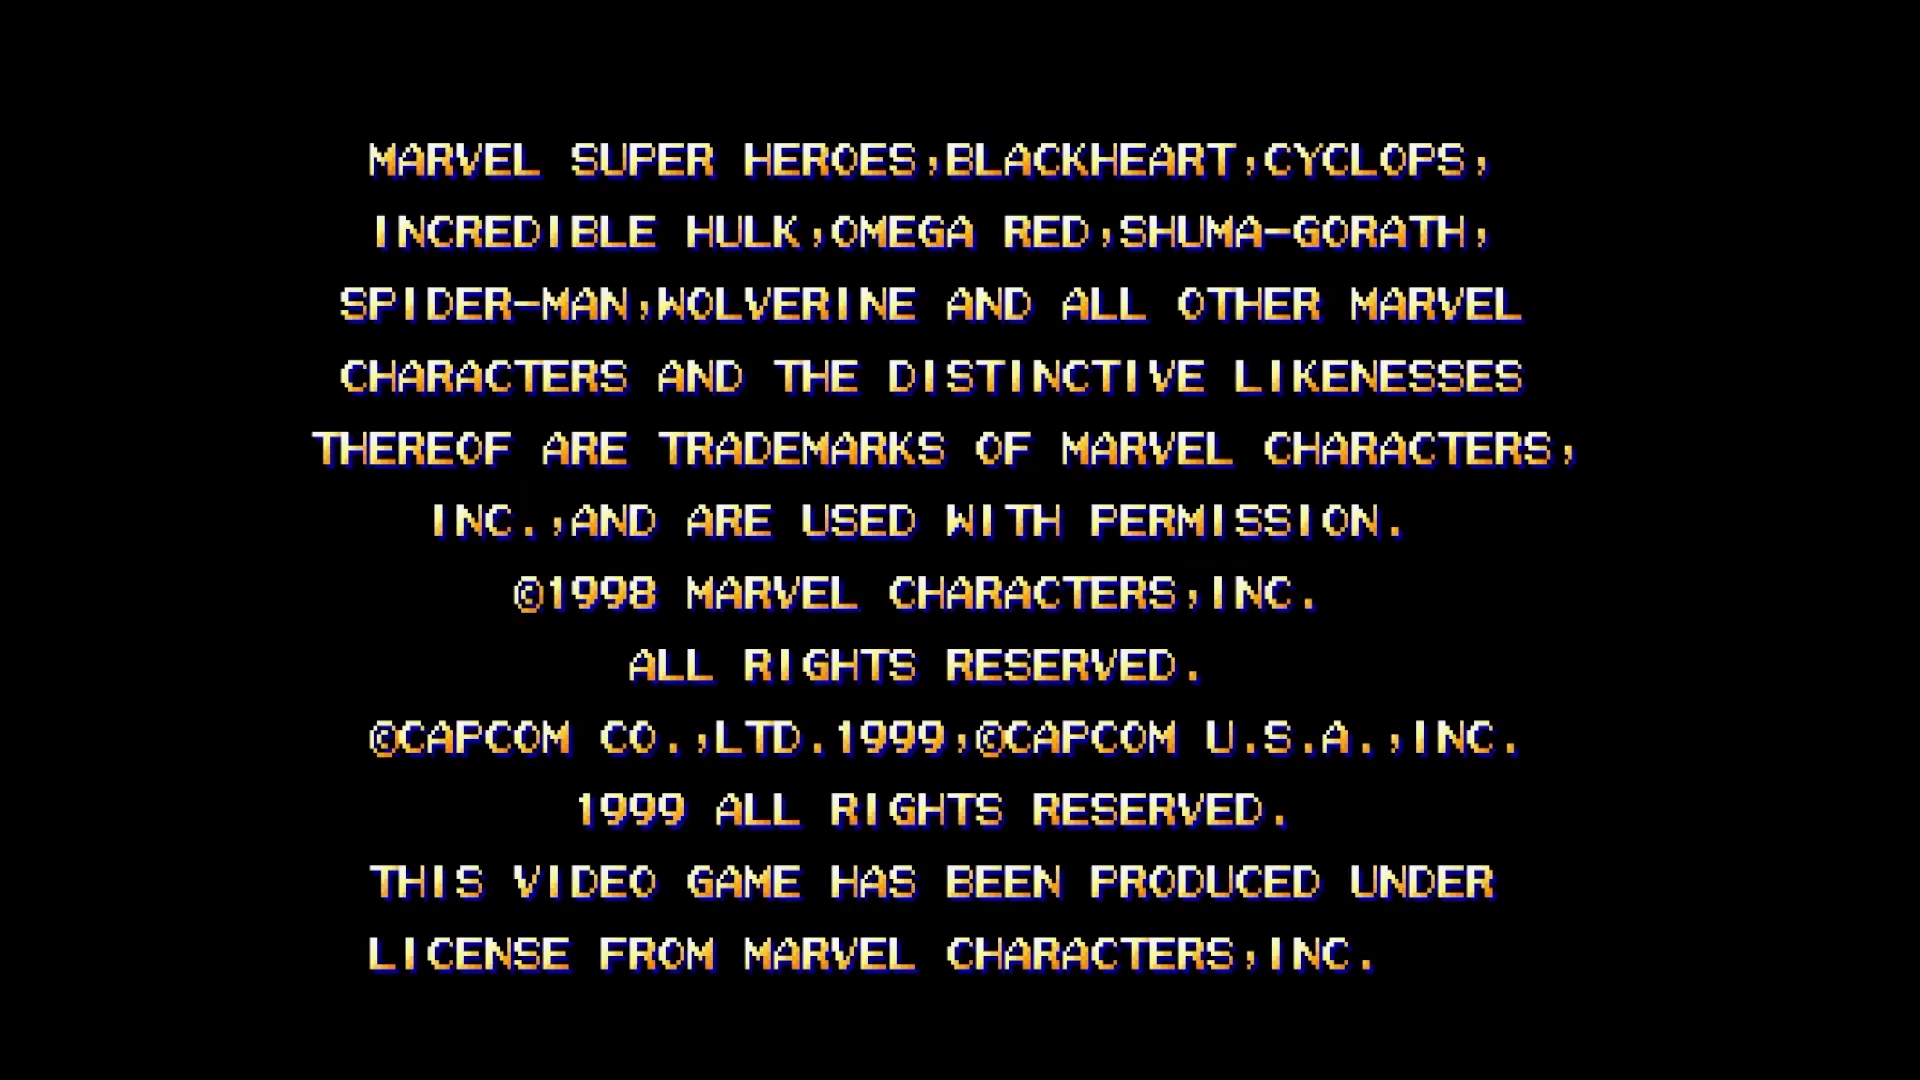 MARVEL SUPER HEROES,BLACKHEART,CYCLOPS,
INCREDIBLE HULK,OMEGA RED,SHUMA-GORATH,
SPIDER-MAN,WOLVERINE AND ALL OTHER MARVEL
CHARACTERS AND THE DISTINCTIVE LIKENESSES
THEREOF ARE TRADEMARKS OF MARVEL CHARACTERS,
INC.,AND ARE USED WITH PERMISSION.
©1998 MARVEL CHARACTERS,INC.
ALL RIGHTS RESERVED.
©CAPCOM CO.,LTD.1999,©CAPCOM U.S.A.,INC.
1999 ALL RIGHTS RESERVED.
THIS VIDEO GAME HAS BEEN PRODUCED UNDER
LICENSE FROM MARVEL CHARACTERS,INC.